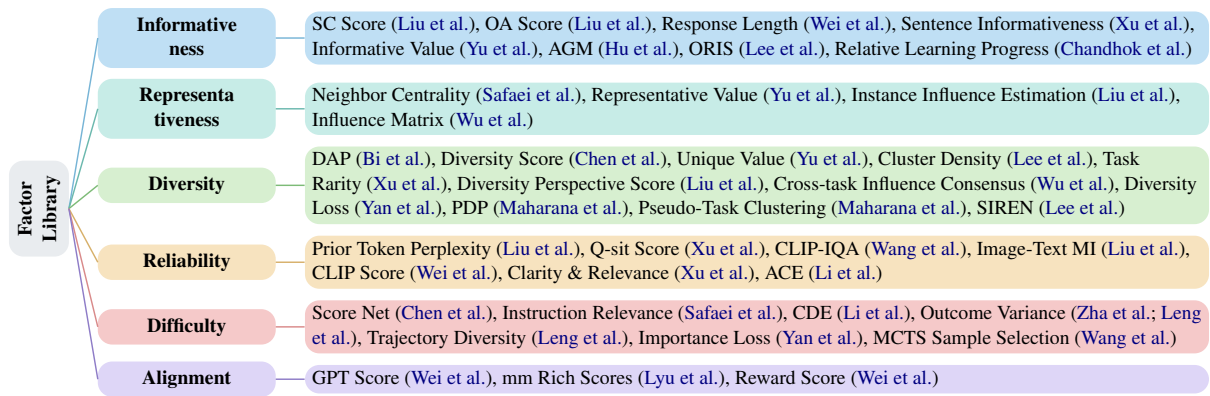 Factor
Library
Informative
ness
SC Score (Liu et al.), OA Score (Liu et al.), Response Length (Wei et al.), Sentence Informativeness (Xu et al.),
Informative Value (Yu et al.), AGM (Hu et al.), ORIS (Lee et al.), Relative Learning Progress (Chandhok et al.)
Representa
tiveness
Neighbor Centrality (Safaei et al.), Representative Value (Yu et al.), Instance Influence Estimation (Liu et al.),
Influence Matrix (Wu et al.)
Diversity
DAP (Bi et al.), Diversity Score (Chen et al.), Unique Value (Yu et al.), Cluster Density (Lee et al.), Task
Rarity (Xu et al.), Diversity Perspective Score (Liu et al.), Cross-task Influence Consensus (Wu et al.), Diversity
Loss (Yan et al.), PDP (Maharana et al.), Pseudo-Task Clustering (Maharana et al.), SIREN (Lee et al.)
Reliability
Prior Token Perplexity (Liu et al.), Q-sit Score (Xu et al.), CLIP-IQA (Wang et al.), Image-Text MI (Liu et al.),
CLIP Score (Wei et al.), Clarity & Relevance (Xu et al.), ACE (Li et al.)
Difficulty
Score Net (Chen et al.), Instruction Relevance (Safaei et al.), CDE (Li et al.), Outcome Variance (Zha et al.; Leng
et al.), Trajectory Diversity (Leng et al.), Importance Loss (Yan et al.), MCTS Sample Selection (Wang et al.)
Alignment
GPT Score (Wei et al.), mm Rich Scores (Lyu et al.), Reward Score (Wei et al.)